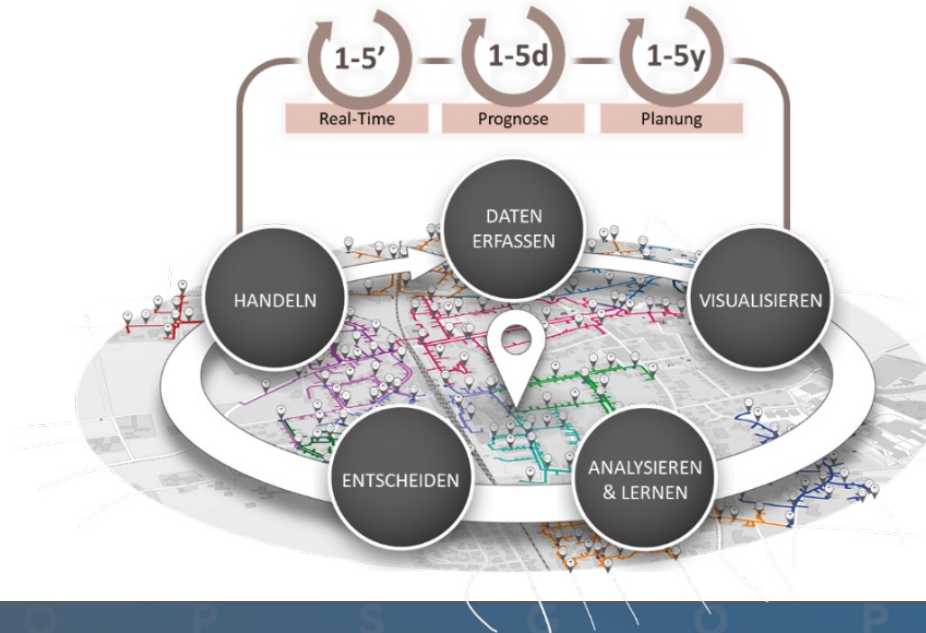 1-5’
1-5d
1-5y
Real-Time
Prognose
Planung
DATEN
ERFASSEN
HANDELN
VISUALISIEREN
ENTSCHEIDEN
ANALYSIEREN
& LERNEN
O P S C O P